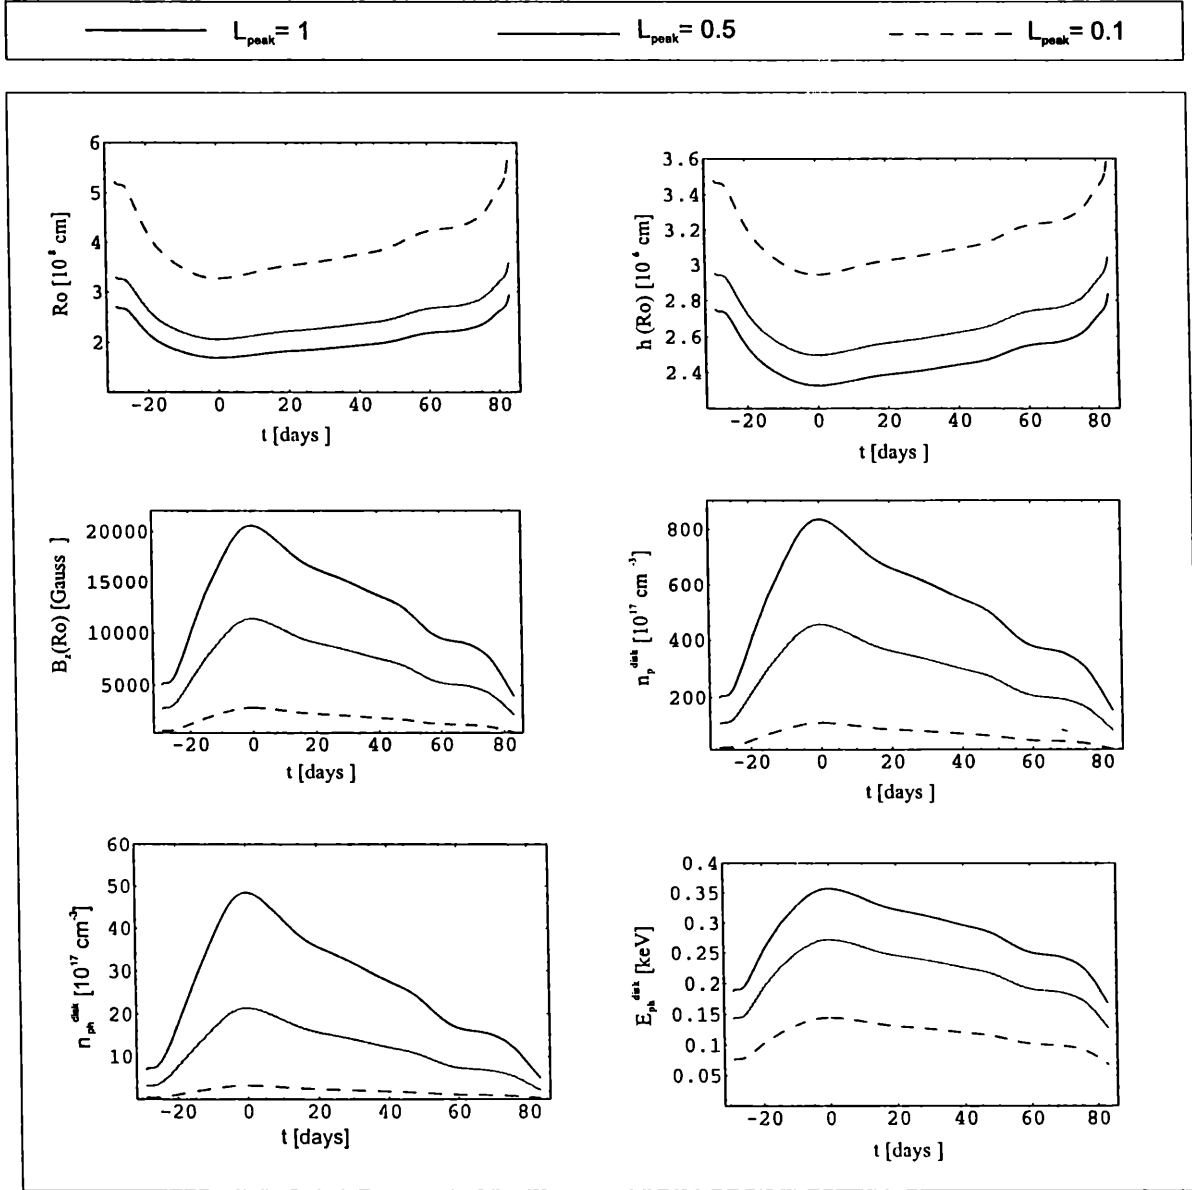 L_peak= 1 L_peak= 0.5 L_peak= 0.1
Ro [10^8 cm]
6
5
4
3
2
-20 0 20 40 60 80
t [days ]
h (Ro) [10^6 cm]
3.6
3.4
3.2
3
2.8
2.6
2.4
-20 0 20 40 60 80
t [days ]
B_z(Ro) [Gauss ]
20000
15000
10000
5000
-20 0 20 40 60 80
t [days ]
n_p^disk [10^17 cm^-3]
800
600
400
200
-20 0 20 40 60 80
t [days ]
n_ph^disk [10^17 cm^-3]
60
50
40
30
20
10
-20 0 20 40 60 80
t [days]
E_ph^disk [keV]
0.4
0.35
0.3
0.25
0.2
0.15
0.1
0.05
-20 0 20 40 60 80
t [days ]